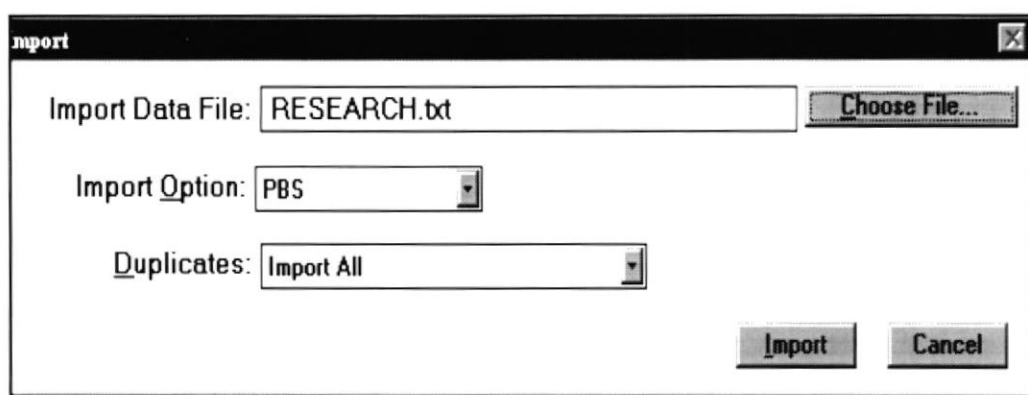 mport
Import Data File: RESEARCH.txt Choose File...
Import Option: PBS
Duplicates: Import All
Import Cancel